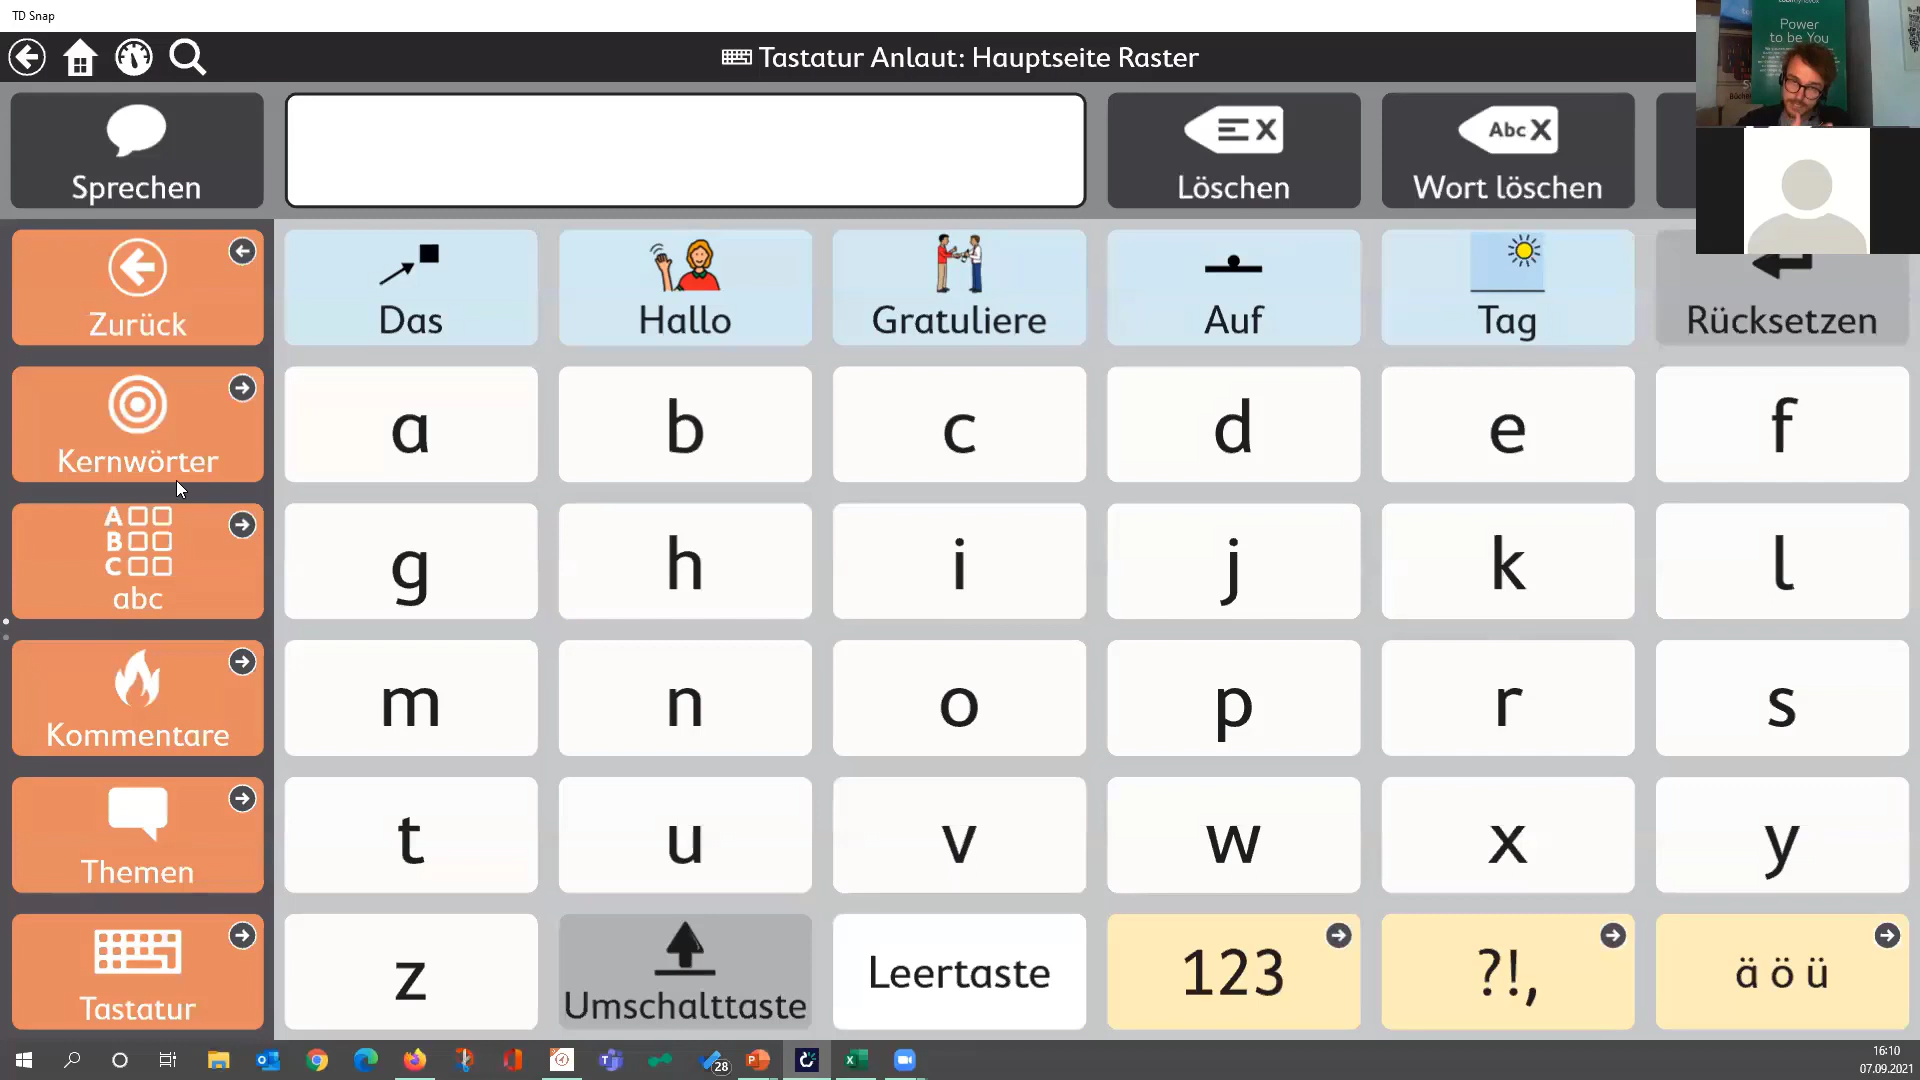 TD Snap
Tastatur Anlaut: Hauptseite Raster
Power
to be You
Sprechen
Löschen
Abc X
Wort löschen
Zurück
Das
Hallo
Gratuliere
Auf
Tag
Rücksetzen
Kernwörter
a
b
c
d
e
f
A
B
C
abc
g
h
i
j
k
l
Kommentare
m
n
o
p
r
s
Themen
t
u
v
w
x
y
Tastatur
z
Umschalttaste
Leertaste
123
?!,
ä ö ü
28
16:10
07.09.2021